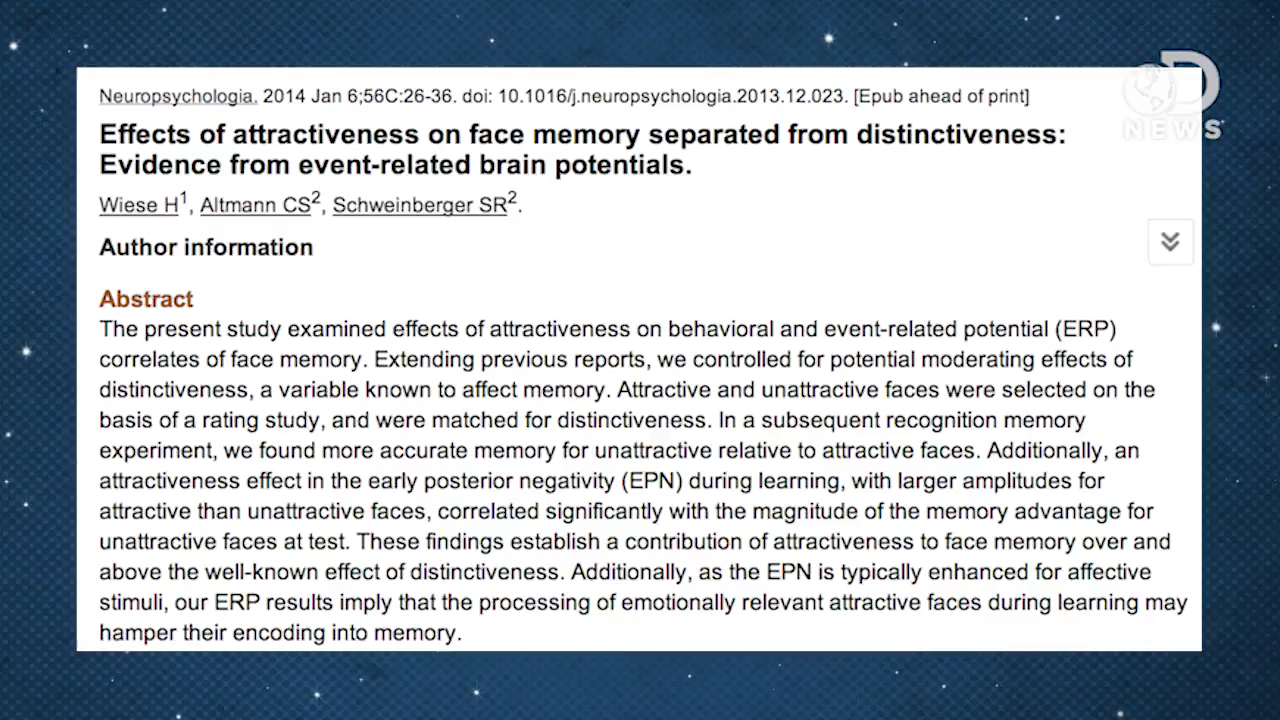 Neuropsychologia. 2014 Jan 6;56C:26-36. doi: 10.1016/j.neuropsychologia.2013.12.023. [Epub ahead of print]
Effects of attractiveness on face memory separated from distinctiveness:
Evidence from event-related brain potentials.
Wiese H1, Altmann CS2, Schweinberger SR2.
Author information
Abstract
The present study examined effects of attractiveness on behavioral and event-related potential (ERP)
correlates of face memory. Extending previous reports, we controlled for potential moderating effects of
distinctiveness, a variable known to affect memory. Attractive and unattractive faces were selected on the
basis of a rating study, and were matched for distinctiveness. In a subsequent recognition memory
experiment, we found more accurate memory for unattractive relative to attractive faces. Additionally, an
attractiveness effect in the early posterior negativity (EPN) during learning, with larger amplitudes for
attractive than unattractive faces, correlated significantly with the magnitude of the memory advantage for
unattractive faces at test. These findings establish a contribution of attractiveness to face memory over and
above the well-known effect of distinctiveness. Additionally, as the EPN is typically enhanced for affective
stimuli, our ERP results imply that the processing of emotionally relevant attractive faces during learning may
hamper their encoding into memory.
D
NEWS